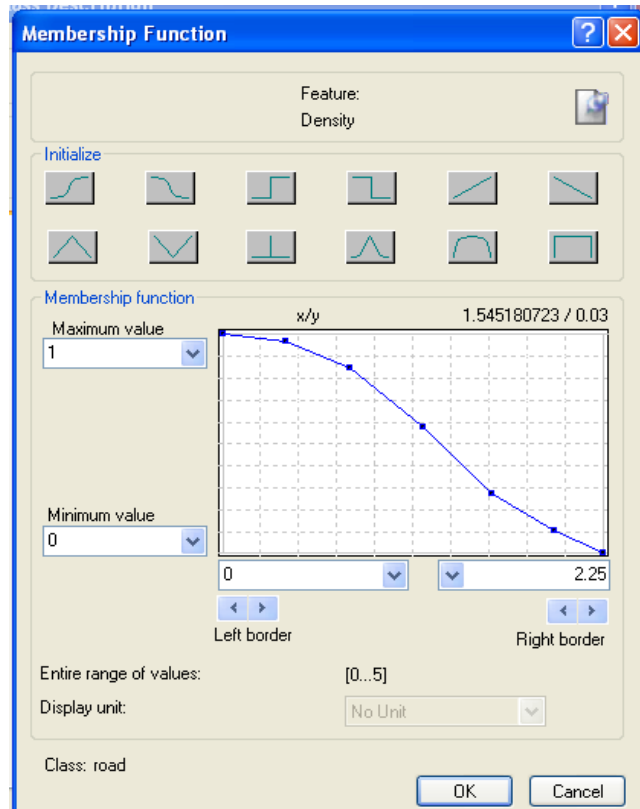 Membership Function
Feature:
Density
Initialize
Membership function
x/y 1.545180723 / 0.03
Maximum value
1
Minimum value
0
0 2.25
Left border Right border
Entire range of values: [0...5]
Display unit: No Unit
Class: road
OK Cancel